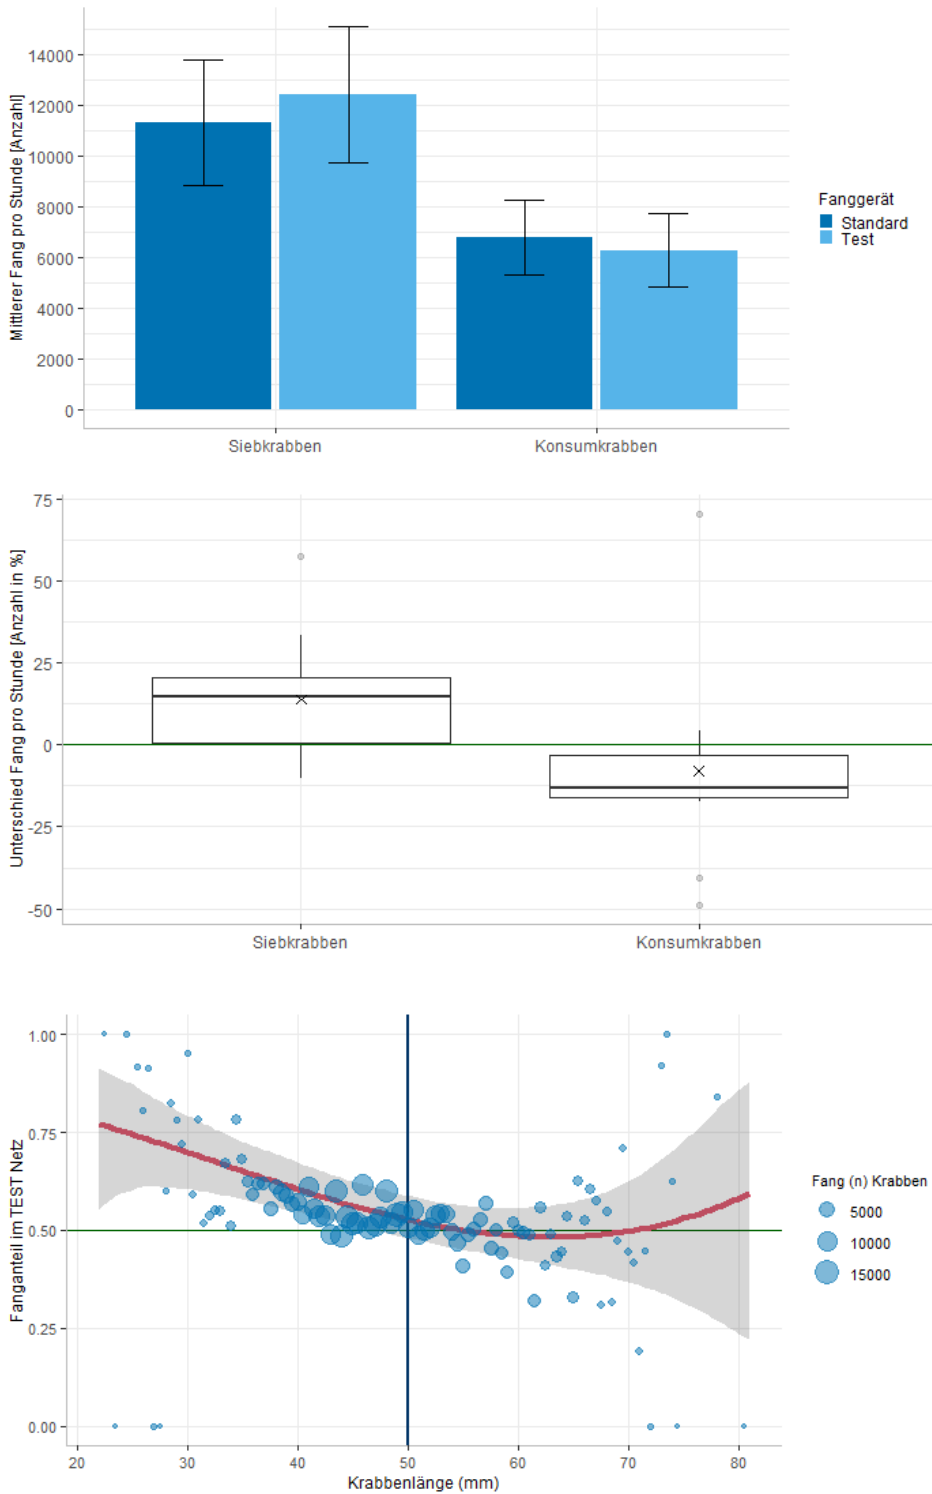 Mittlerer Fang pro Stunde [Anzahl]
14000
12000
10000
8000
6000
4000
2000
0
Siebkrabben
Konsumkrabben
Fanggerät
Standard
Test
Unterschied Fang pro Stunde [Anzahl in %]
75
50
25
0
-25
-50
Siebkrabben
Konsumkrabben
Fanganteil im TEST Netz
1.00
0.75
0.50
0.25
0.00
20
30
40
50
60
70
80
Krabbenlänge (mm)
Fang (n) Krabben
5000
10000
15000